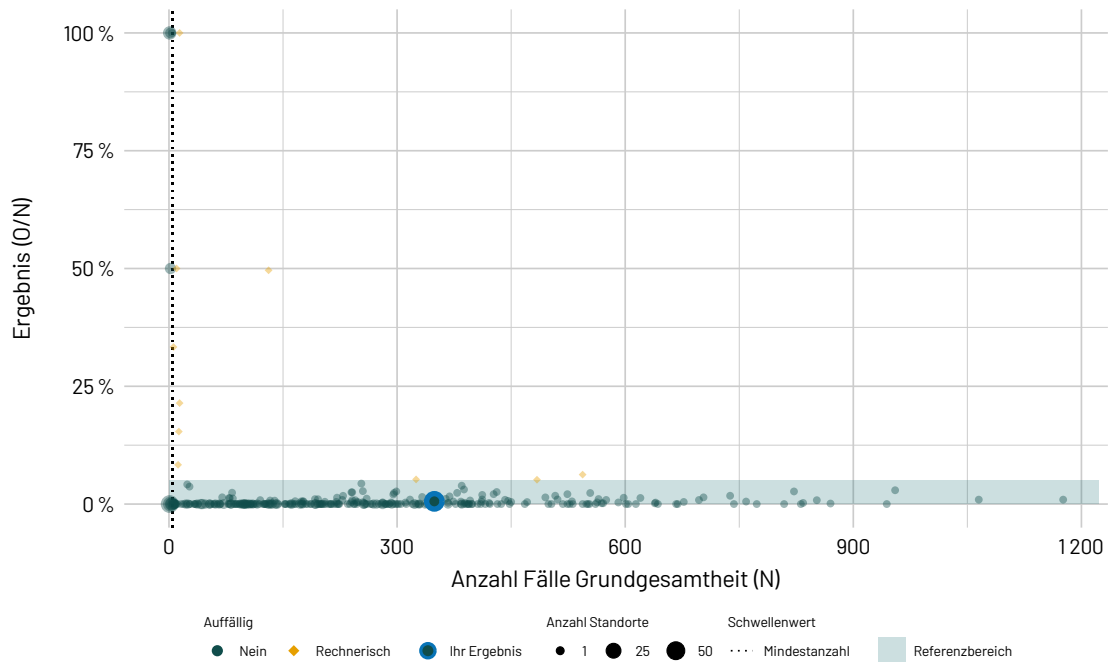 100 %
75 %
50 %
25 %
0 %
Ergebnis (O/N)
0 300 600 900 1200
Anzahl Fälle Grundgesamtheit (N)
Auffällig Anzahl Standorte Schwellenwert
Nein Rechnerisch Ihr Ergebnis 1 25 50 Mindestanzahl Referenzbereich